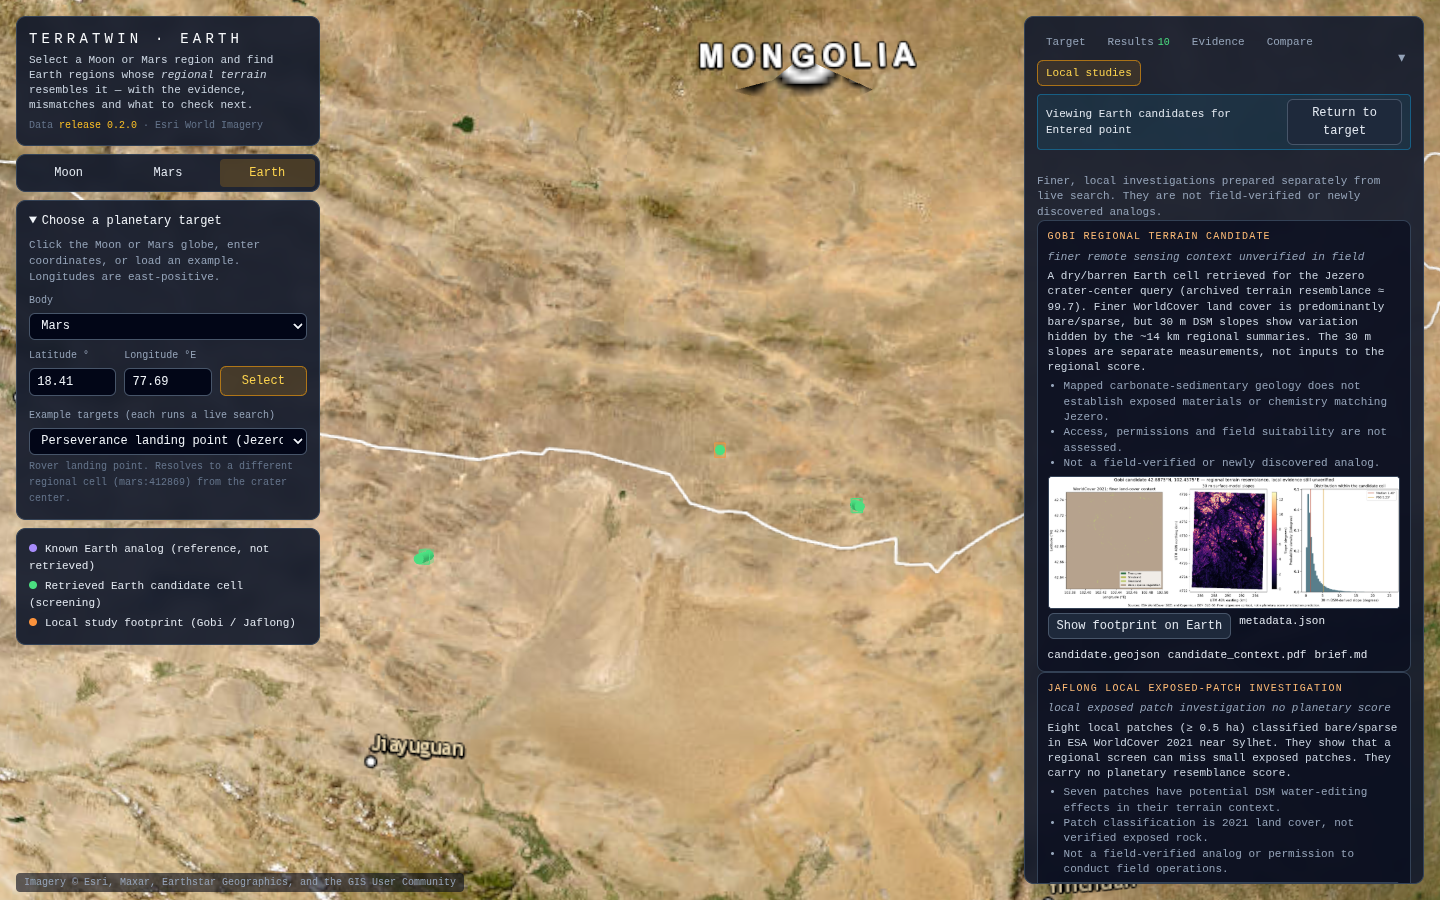 TERRATWIN · EARTH
Select a Moon or Mars region and find
Earth regions whose regional terrain
resembles it — with the evidence,
mismatches and what to check next.
Data release 0.2.0 · Esri World Imagery
Moon
Mars
Earth
▼ Choose a planetary target
Click the Moon or Mars globe, enter
coordinates, or load an example.
Longitudes are east-positive.
Body
Mars
Latitude °
Longitude °E
18.41
77.69
Select
Example targets (each runs a live search)
Perseverance landing point (Jezero
Rover landing point. Resolves to a different
regional cell (mars:412869) from the crater
center.
Known Earth analog (reference, not
retrieved)
Retrieved Earth candidate cell
(screening)
Local study footprint (Gobi / Jaflong)
MONGOLIA
Jiayuguan
Imagery © Esri, Maxar, Earthstar Geographics, and the GIS User Community
Target
Results 10
Evidence
Compare
Local studies
Viewing Earth candidates for
Entered point
Return to
target
Finer, local investigations prepared separately from
live search. They are not field-verified or newly
discovered analogs.
GOBI REGIONAL TERRAIN CANDIDATE
finer remote sensing context unverified in field
A dry/barren Earth cell retrieved for the Jezero
crater-center query (archived terrain resemblance ≈
99.7). Finer WorldCover land cover is predominantly
bare/sparse, but 30 m DSM slopes show variation
hidden by the ~14 km regional summaries. The 30 m
slopes are separate measurements, not inputs to the
regional score.
• Mapped carbonate-sedimentary geology does not
establish exposed materials or chemistry matching
Jezero.
• Access, permissions and field suitability are not
assessed.
• Not a field-verified or newly discovered analog.
Show footprint on Earth
metadata.json
candidate.geojson
candidate_context.pdf
brief.md
JAFLONG LOCAL EXPOSED-PATCH INVESTIGATION
local exposed patch investigation no planetary score
Eight local patches (≥ 0.5 ha) classified bare/sparse
in ESA WorldCover 2021 near Sylhet. They show that a
regional screen can miss small exposed patches. They
carry no planetary resemblance score.
• Seven patches have potential DSM water-editing
effects in their terrain context.
• Patch classification is 2021 land cover, not
verified exposed rock.
• Not a field-verified analog or permission to
conduct field operations.